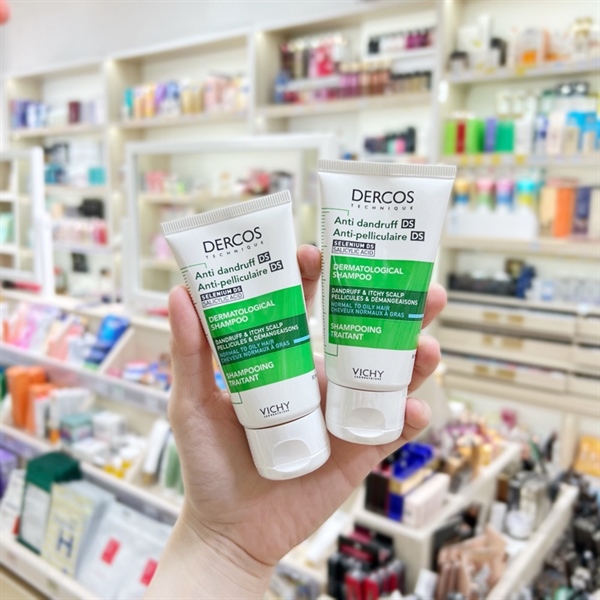 DERCOS
TECHNIQUE
Anti dandruff DS
Anti-pelliculaire DS
SELENIUM DS
SALICYLIC ACID
DERMATOLOGICAL
SHAMPOO
DANDRUFF & ITCHY SCALP
PELLICULES & DÉMANGEAISONS
NORMAL TO OILY HAIR
CHEVEUX NORMAUX À GRAS
SHAMPOOING
TRAITANT
VICHY
LABORATOIRES
DERCOS
TECHNIQUE
Anti dandruff DS
Anti-pelliculaire DS
SELENIUM DS
SALICYLIC ACID
DERMATOLOGICAL
SHAMPOO
DANDRUFF & ITCHY SCALP
PELLICULES & DÉMANGEAISONS
NORMAL TO OILY HAIR
CHEVEUX NORMAUX À GRAS
SHAMPOOING
TRAITANT
VICHY
LABORATOIRES